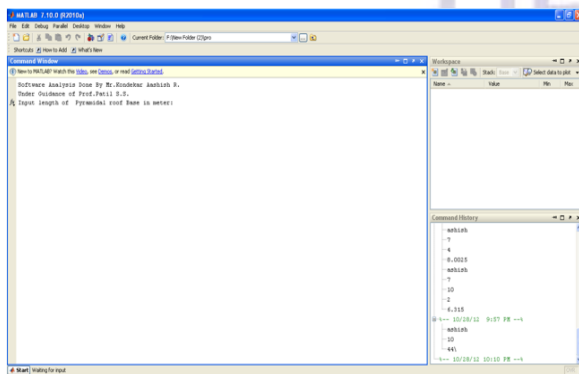 MATLAB 7.10.0 (R2010a)
File Edit Debug Parallel Desktop Window Help
Current Folder: F:\New Folder (2)\pro
Shortcuts How to Add What's New
Command Window
New to MATLAB? Watch this Video, see Demos, or read Getting Started.
Software Analysis Done By Mr.Kondekar Aashish R.
Under Guidance of Prof.Patil S.S.
fx Input length of Pyramidal roof Base in meter:
Workspace
Stack: Base Select data to plot
Name Value Min Max
Command History
ashish
7
4
8.0025
ashish
7
10
2
6.315
%-- 10/28/12 9:57 PM --%
ashish
10
44\
%-- 10/28/12 10:10 PM --%
Start Waiting for input